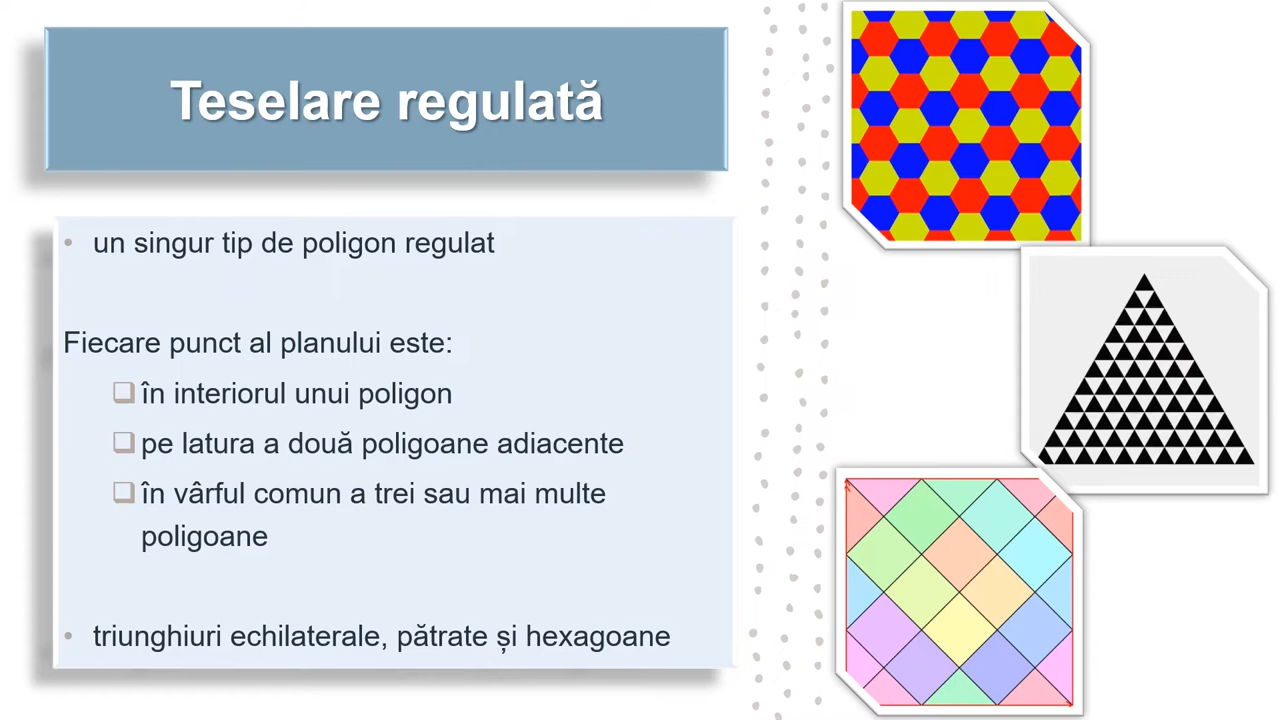 Teselare regulată
un singur tip de poligon regulat
Fiecare punct al planului este:
în interiorul unui poligon
pe latura a două poligoane adiacente
în vârful comun a trei sau mai multe
poligoane
triunghiuri echilaterale, pătrate și hexagoane